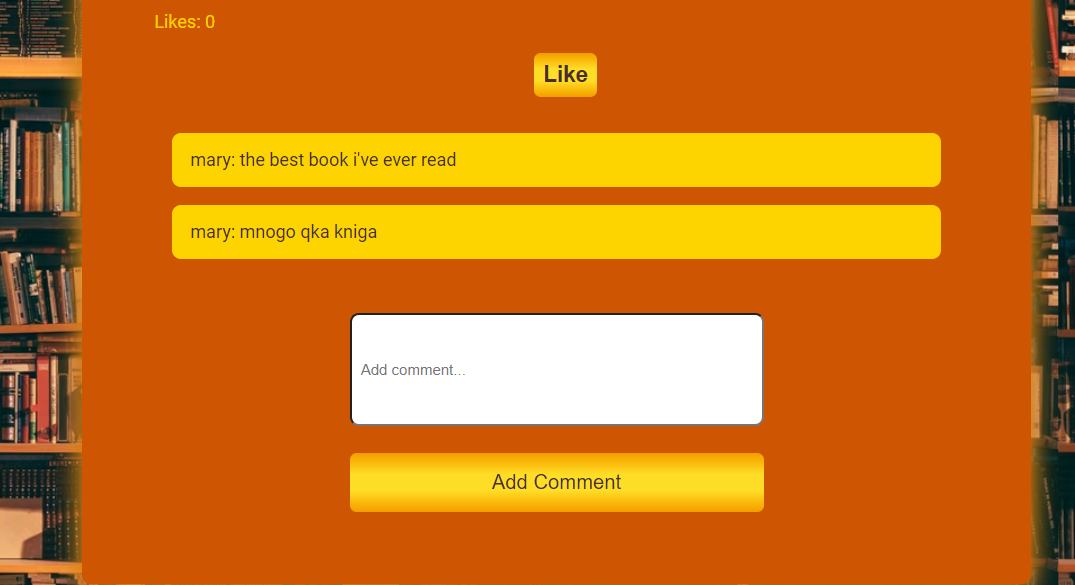 Likes: 0
Like
mary: the best book i've ever read
mary: mnogo qka kniga
Add comment...
Add Comment